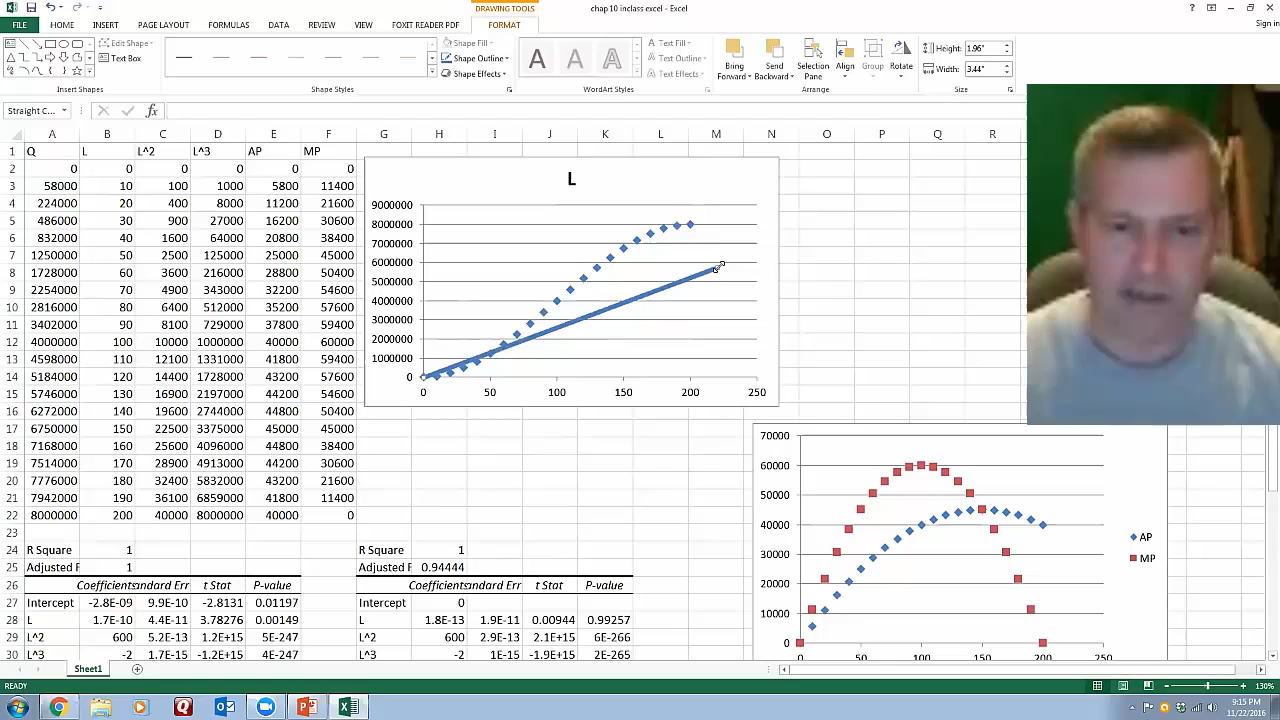 DRAWING TOOLS
chap 10 inclass excel - Excel
FILE HOME INSERT PAGE LAYOUT FORMULAS DATA REVIEW VIEW FOXIT READER PDF FORMAT Sign in
Edit Shape
Text Box
Insert Shapes
Shape Fill
Shape Outline
Shape Effects
Shape Styles
A A A
Text Fill
Text Outline
Text Effects
WordArt Styles
Bring Forward
Send Backward
Selection Pane
Align
Group
Rotate
Arrange
Height: 1.96"
Width: 3.44"
Size
Straight C...
fx
A B C D E F G H I J K L M N O P Q R
1 Q L L^2 L^3 AP MP
2 0 0 0 0 0 0
3 58000 10 100 1000 5800 11400
4 224000 20 400 8000 11200 21600
5 486000 30 900 27000 16200 30600
6 832000 40 1600 64000 20800 38400
7 1250000 50 2500 125000 25000 45000
8 1728000 60 3600 216000 28800 50400
9 2254000 70 4900 343000 32200 54600
10 2816000 80 6400 512000 35200 57600
11 3402000 90 8100 729000 37800 59400
12 4000000 100 10000 1000000 40000 60000
13 4598000 110 12100 1331000 41800 59400
14 5184000 120 14400 1728000 43200 57600
15 5746000 130 16900 2197000 44200 54600
16 6272000 140 19600 2744000 44800 50400
17 6750000 150 22500 3375000 45000 45000
18 7168000 160 25600 4096000 44800 38400
19 7514000 170 28900 4913000 44200 30600
20 7776000 180 32400 5832000 43200 21600
21 7942000 190 36100 6859000 41800 11400
22 8000000 200 40000 8000000 40000 0
23
24 R Square 1 R Square 1
25 Adjusted F 1 Adjusted F 0.94444
26 Coefficients andard Err t Stat P-value Coefficients andard Err t Stat P-value
27 Intercept -2.8E-09 9.9E-10 -2.8131 0.01197 Intercept 0
28 L 1.7E-10 4.4E-11 3.78276 0.00149 L 1.8E-13 1.9E-11 0.00944 0.99257
29 L^2 600 5.2E-13 1.2E+15 5E-247 L^2 600 2.9E-13 2.1E+15 6E-266
30 L^3 -2 1.7E-15 -1.2E+15 4E-247 L^3 -2 1E-15 -1.9E+15 2E-265
L
9000000
8000000
7000000
6000000
5000000
4000000
3000000
2000000
1000000
0
0 50 100 150 200 250
70000
60000
50000
40000
30000
20000
10000
0
0 50 100 150 200 250
AP
MP
Sheet1
READY
130%
9:15 PM
11/22/2016